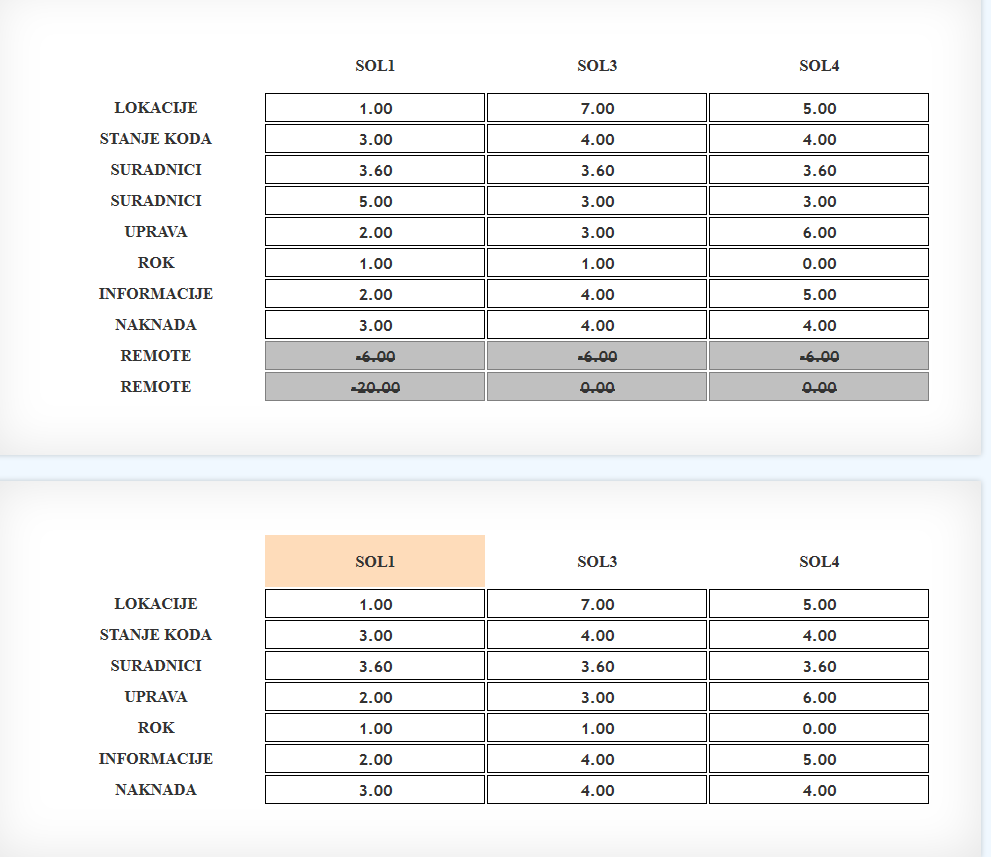 SOL1 SOL3 SOL4
LOKACIJE 1.00 7.00 5.00
STANJE KODA 3.00 4.00 4.00
SURADNICI 3.60 3.60 3.60
SURADNICI 5.00 3.00 3.00
UPRAVA 2.00 3.00 6.00
ROK 1.00 1.00 0.00
INFORMACIJE 2.00 4.00 5.00
NAKNADA 3.00 4.00 4.00
REMOTE -6.00 -6.00 -6.00
REMOTE -20.00 0.00 0.00
SOL1 SOL3 SOL4
LOKACIJE 1.00 7.00 5.00
STANJE KODA 3.00 4.00 4.00
SURADNICI 3.60 3.60 3.60
UPRAVA 2.00 3.00 6.00
ROK 1.00 1.00 0.00
INFORMACIJE 2.00 4.00 5.00
NAKNADA 3.00 4.00 4.00